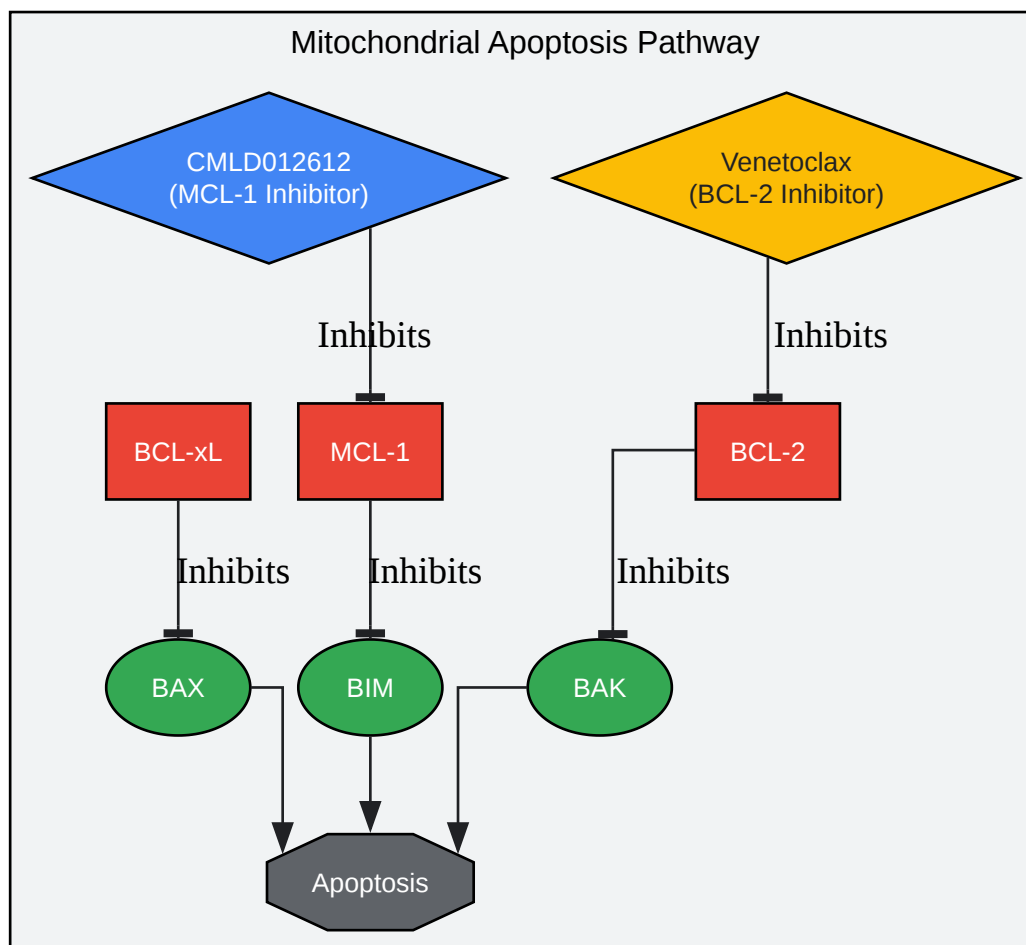 Mitochondrial Apoptosis Pathway
CMLD012612
(MCL-1 Inhibitor)
Venetoclax
(BCL-2 Inhibitor)
Inhibits
Inhibits
BCL-xL
MCL-1
BCL-2
Inhibits
Inhibits
Inhibits
BAX
BIM
BAK
Apoptosis